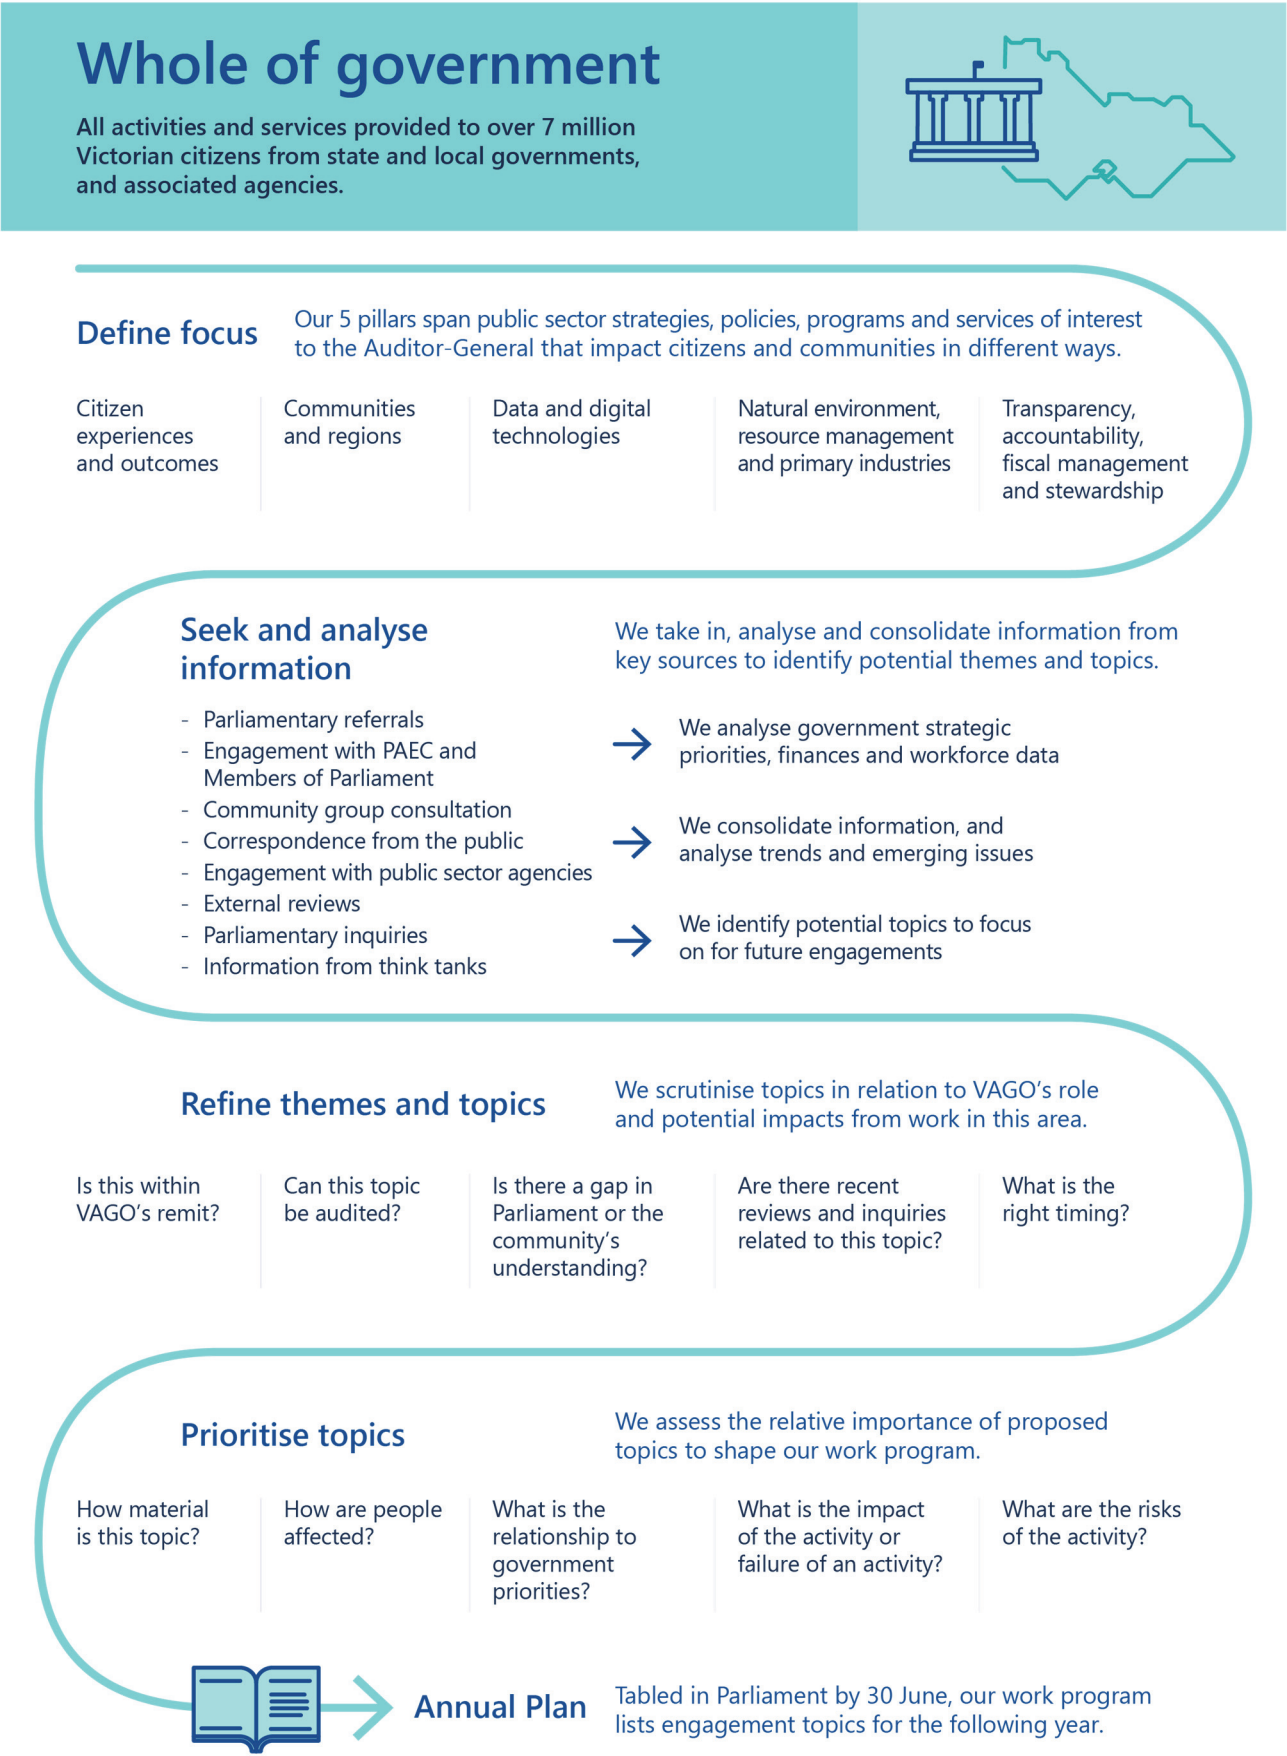 Whole of government
All activities and services provided to over 7 million
Victorian citizens from state and local governments,
and associated agencies.
Define focus
Our 5 pillars span public sector strategies, policies, programs and services of interest
to the Auditor-General that impact citizens and communities in different ways.
Citizen
experiences
and outcomes
Communities
and regions
Data and digital
technologies
Natural environment,
resource management
and primary industries
Transparency,
accountability,
fiscal management
and stewardship
Seek and analyse
information
We take in, analyse and consolidate information from
key sources to identify potential themes and topics.
- Parliamentary referrals
- Engagement with PAEC and
Members of Parliament
- Community group consultation
- Correspondence from the public
- Engagement with public sector agencies
- External reviews
- Parliamentary inquiries
- Information from think tanks
We analyse government strategic
priorities, finances and workforce data
We consolidate information, and
analyse trends and emerging issues
We identify potential topics to focus
on for future engagements
Refine themes and topics
We scrutinise topics in relation to VAGO's role
and potential impacts from work in this area.
Is this within
VAGO's remit?
Can this topic
be audited?
Is there a gap in
Parliament or the
community's
understanding?
Are there recent
reviews and inquiries
related to this topic?
What is the
right timing?
Prioritise topics
We assess the relative importance of proposed
topics to shape our work program.
How material
is this topic?
How are people
affected?
What is the
relationship to
government
priorities?
What is the impact
of the activity or
failure of an activity?
What are the risks
of the activity?
Annual Plan
Tabled in Parliament by 30 June, our work program
lists engagement topics for the following year.